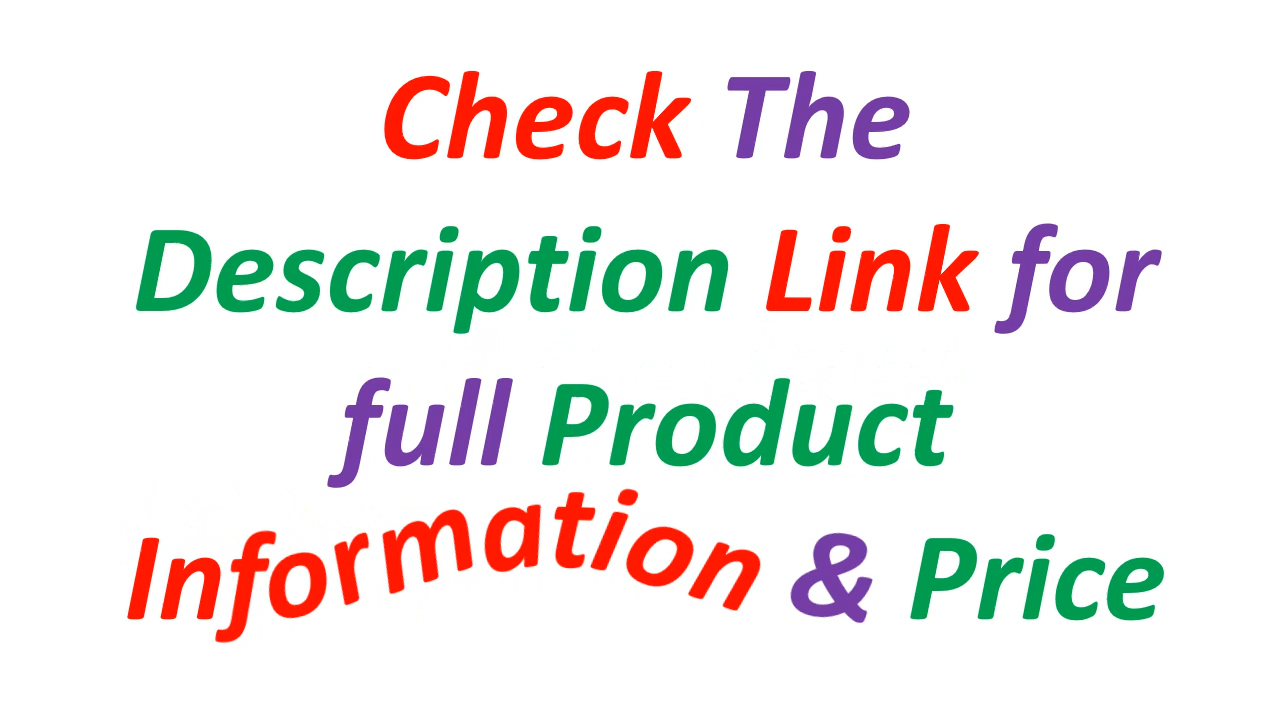 Check The
Description Link for
full Product
Information & Price